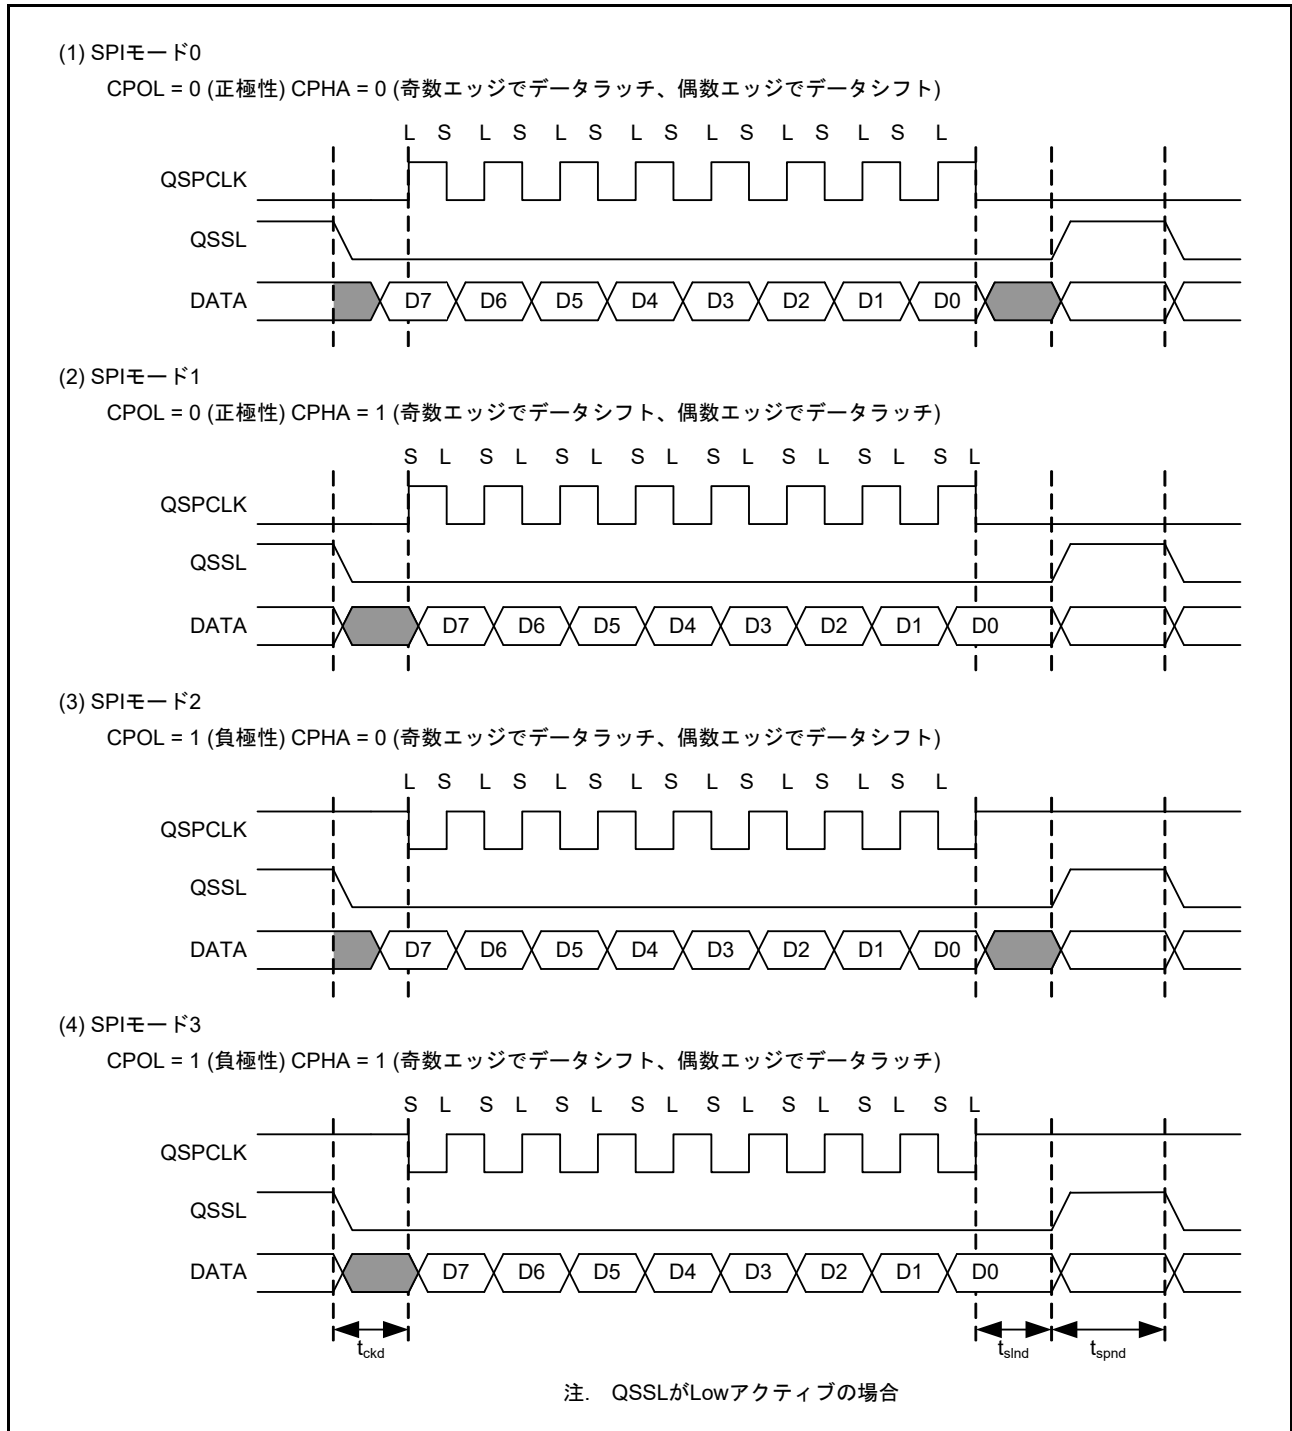 (1) SPIモード0
CPOL = 0 (正極性) CPHA = 0 (奇数エッジでデータラッチ、偶数エッジでデータシフト)
L S L S L S L S L S L S L S L
QSPCLK
QSSL
DATA D7 D6 D5 D4 D3 D2 D1 D0
(2) SPIモード1
CPOL = 0 (正極性) CPHA = 1 (奇数エッジでデータシフト、偶数エッジでデータラッチ)
S L S L S L S L S L S L S L S L
QSPCLK
QSSL
DATA D7 D6 D5 D4 D3 D2 D1 D0
(3) SPIモード2
CPOL = 1 (負極性) CPHA = 0 (奇数エッジでデータラッチ、偶数エッジでデータシフト)
L S L S L S L S L S L S L S L
QSPCLK
QSSL
DATA D7 D6 D5 D4 D3 D2 D1 D0
(4) SPIモード3
CPOL = 1 (負極性) CPHA = 1 (奇数エッジでデータシフト、偶数エッジでデータラッチ)
S L S L S L S L S L S L S L S L
QSPCLK
QSSL
DATA D7 D6 D5 D4 D3 D2 D1 D0
tckd tslnd tspnd
注. QSSLがLowアクティブの場合